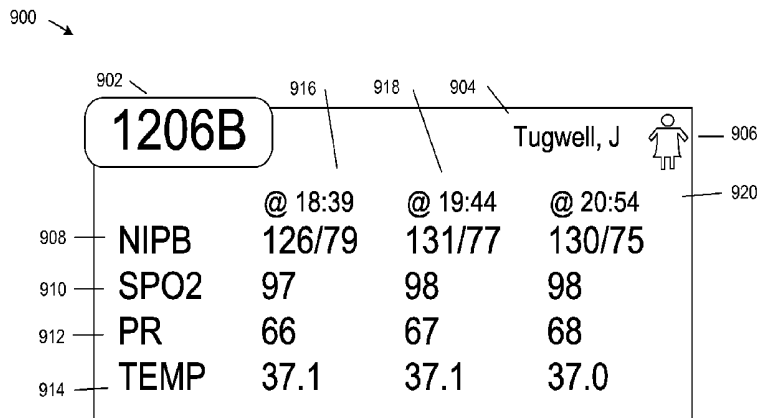 900
902 916 918 904
1206B Tugwell, J 906
@ 18:39 @ 19:44 @ 20:54 920
908 NIPB 126/79 131/77 130/75
910 SPO2 97 98 98
912 PR 66 67 68
914 TEMP 37.1 37.1 37.0